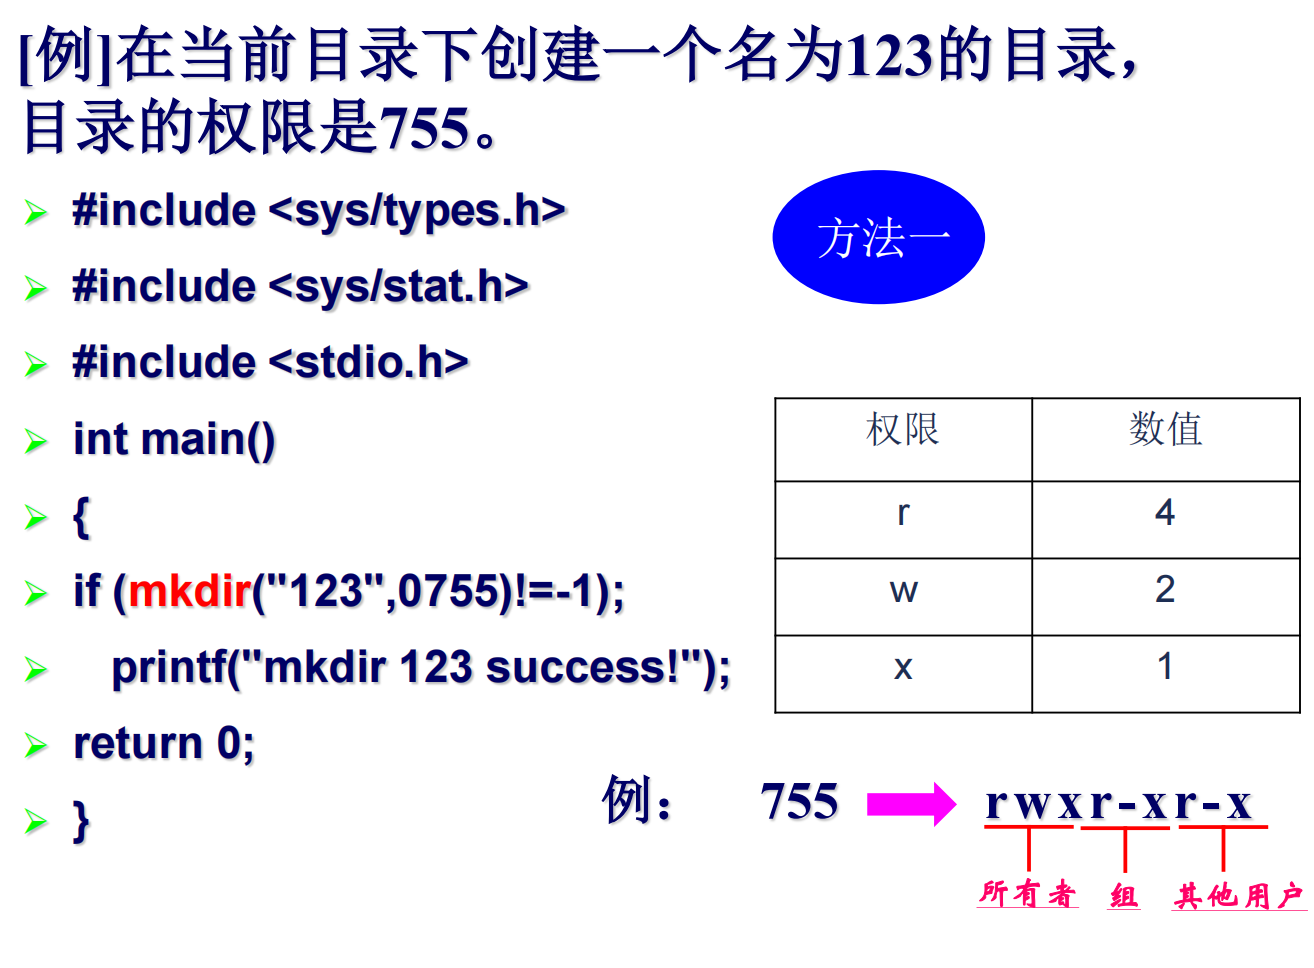 [例]在当前目录下创建一个名为123的目录，
目录的权限是755。
#include <sys/types.h>
#include <sys/stat.h>
#include <stdio.h>
int main()
{
if (mkdir("123",0755)!=-1);
printf("mkdir 123 success!");
return 0;
}
方法一
权限 数值
r 4
w 2
x 1
例： 755 rwxr-xr-x
所有者 组 其他用户